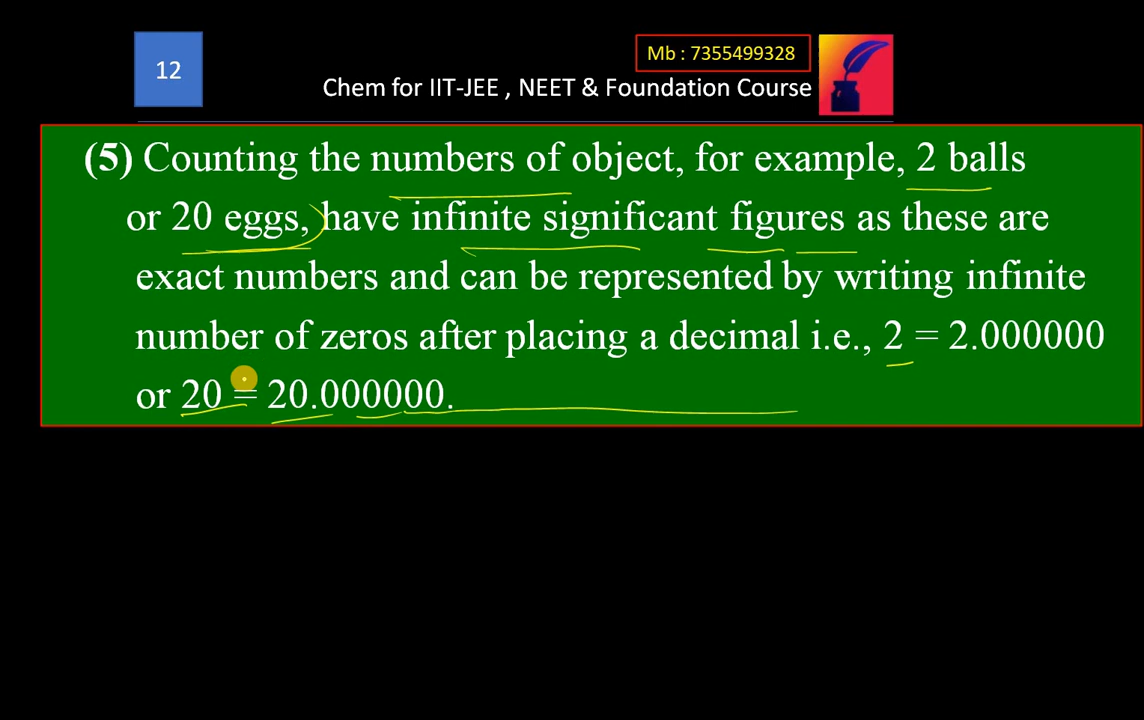 12
Mb : 7355499328
Chem for IIT-JEE , NEET & Foundation Course
(5) Counting the numbers of object, for example, 2 balls
or 20 eggs, have infinite significant figures as these are
exact numbers and can be represented by writing infinite
number of zeros after placing a decimal i.e., 2 = 2.000000
or 20 = 20.000000.